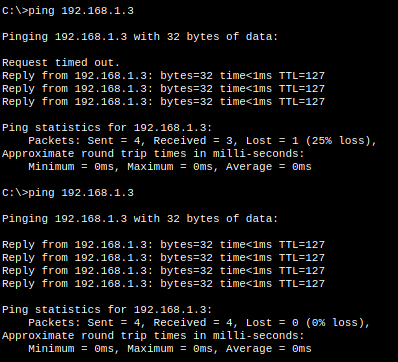 C:\>ping 192.168.1.3
Pinging 192.168.1.3 with 32 bytes of data:
Request timed out.
Reply from 192.168.1.3: bytes=32 time<1ms TTL=127
Reply from 192.168.1.3: bytes=32 time<1ms TTL=127
Reply from 192.168.1.3: bytes=32 time<1ms TTL=127
Ping statistics for 192.168.1.3:
    Packets: Sent = 4, Received = 3, Lost = 1 (25% loss),
Approximate round trip times in milli-seconds:
    Minimum = 0ms, Maximum = 0ms, Average = 0ms
C:\>ping 192.168.1.3
Pinging 192.168.1.3 with 32 bytes of data:
Reply from 192.168.1.3: bytes=32 time<1ms TTL=127
Reply from 192.168.1.3: bytes=32 time<1ms TTL=127
Reply from 192.168.1.3: bytes=32 time<1ms TTL=127
Reply from 192.168.1.3: bytes=32 time<1ms TTL=127
Ping statistics for 192.168.1.3:
    Packets: Sent = 4, Received = 4, Lost = 0 (0% loss),
Approximate round trip times in milli-seconds:
    Minimum = 0ms, Maximum = 0ms, Average = 0ms